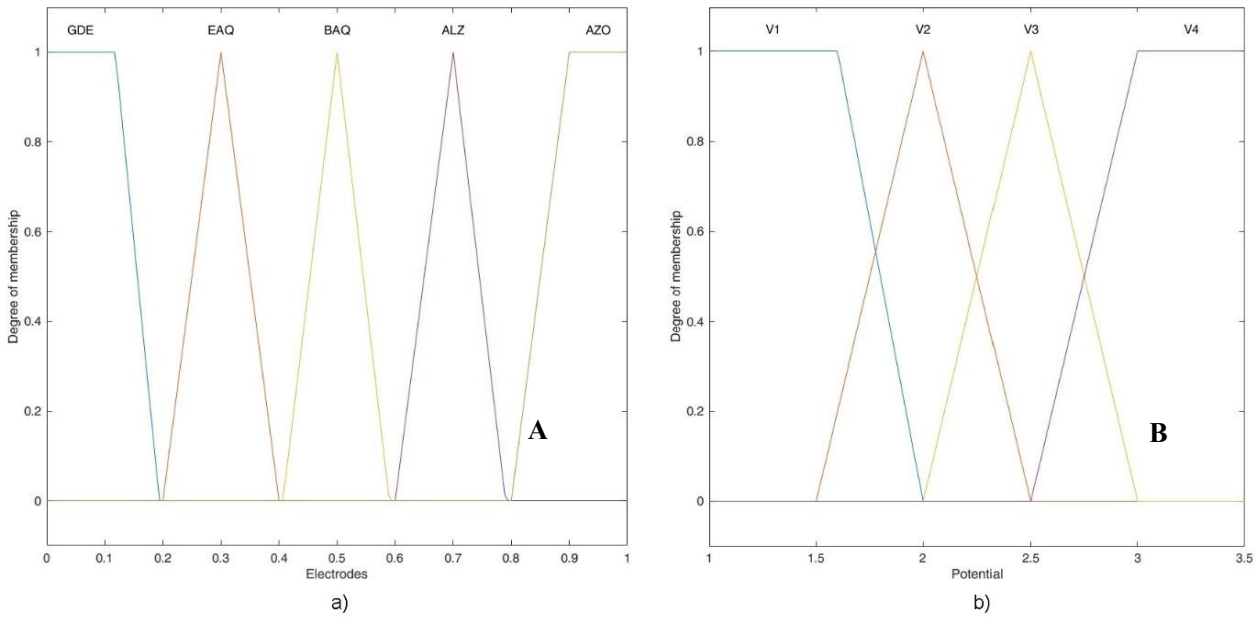 GDE EAQ BAQ ALZ AZO
1
0.8
0.6
0.4
0.2
0
Degree of membership
A
0 0.1 0.2 0.3 0.4 0.5 0.6 0.7 0.8 0.9 1
Electrodes
a)
V1 V2 V3 V4
1
0.8
0.6
0.4
0.2
0
Degree of membership
B
1 1.5 2 2.5 3 3.5
Potential
b)